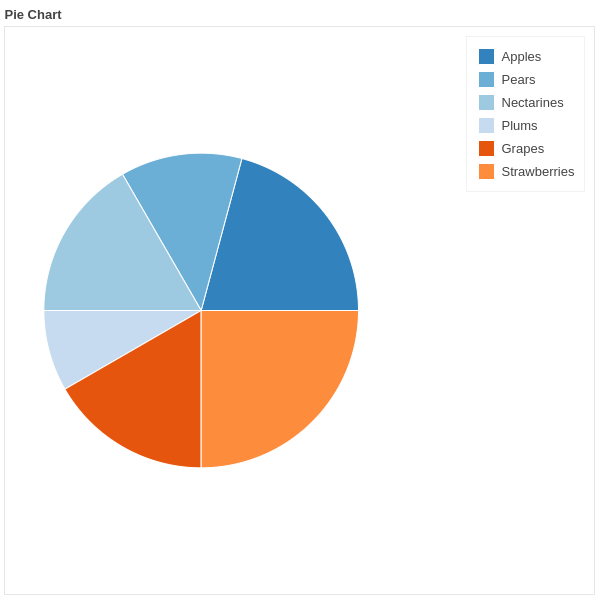 Pie Chart
Apples
Pears
Nectarines
Plums
Grapes
Strawberries